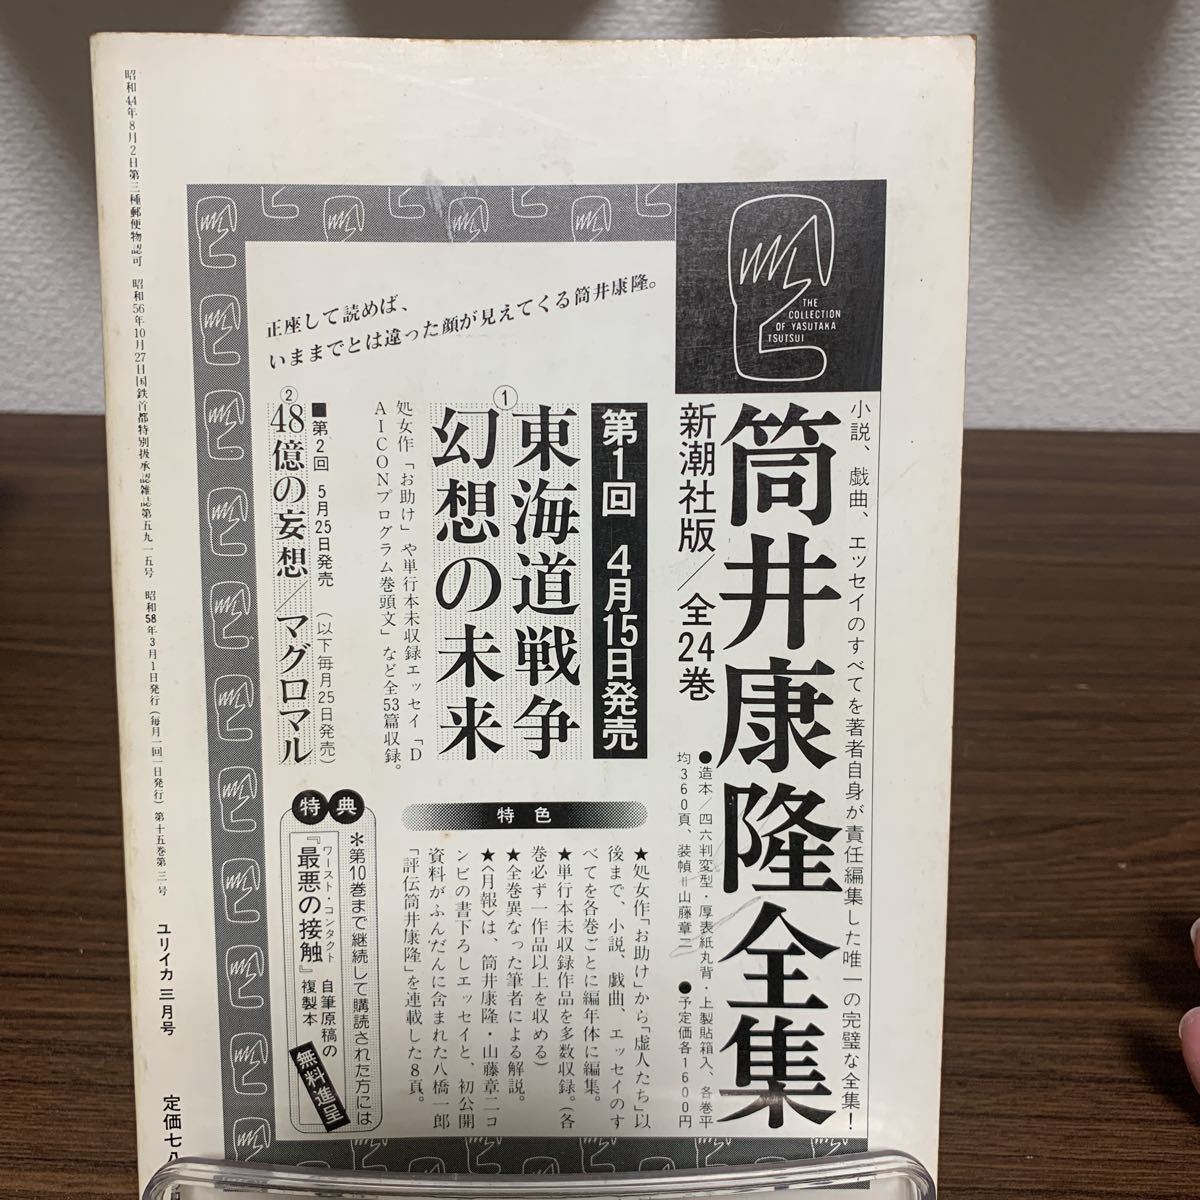 THE
COLLECTION
OF YASUTAKA
TSUTSUI
小説、戯曲、エッセイのすべてを著者自身が責任編集した唯一の完璧な全集!
筒井康隆全集
新潮社版/全24巻
●造本/四六判変型・厚表紙丸背・上製貼箱入、各巻平
均360頁、装幀=山藤章二 ●予定価各1600円
正座して読めば、
いままでとは違った顔が見えてくる筒井康隆。
第1回 4月15日発売
①
東海道戦争
幻想の未来
処女作「お助け」や単行本未収録エッセイ「D
AICONプログラム巻頭文」など全53篇収録。
■第2回 5月25日発売 (以下毎月25日発売)
②
48億の妄想/マグロマル
特色
★処女作「お助け」から「虚人たち」以
後まで、小説、戯曲、エッセイのす
べてを各巻ごとに編年体に編集。
★単行本未収録作品を多数収録。(各
巻必ず一作品以上を収める)
★全巻異なった筆者による解説。
★〈月報〉は、筒井康隆・山藤章二コ
ンビの書下ろしエッセイと、初公開
資料がふんだんに含まれた八橋一郎
「評伝筒井康隆」を連載した8頁。
特典
*第10巻まで継続して購読された方には
ワースト・コンタクト
『最悪の接触』自筆原稿の
複製本
無料進呈
昭和44年8月2日第三種郵便物認可 昭和56年10月27日国鉄首都特別扱承認雑誌第五九一五号 昭和58年3月1日発行(毎月一回一日発行)第十五巻第三号
ユリイカ 三月号 定価七八